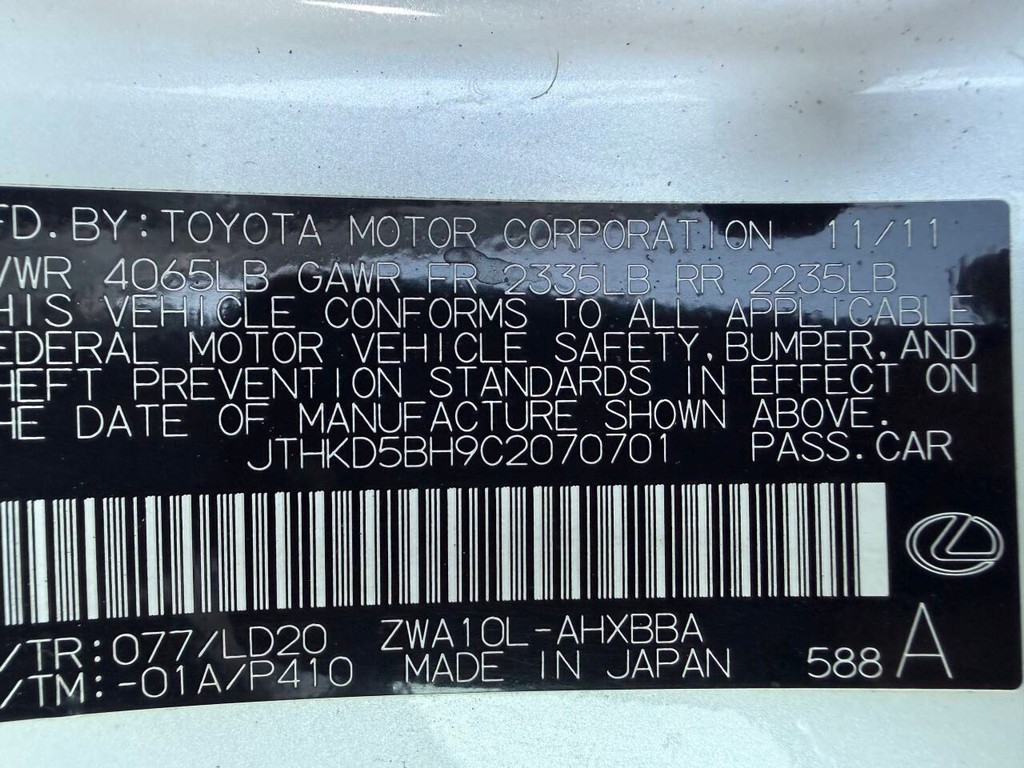 FD. BY: TOYOTA MOTOR CORPORATION 11/11
VWR 4065LB GAWR FR 2335LB RR 2235LB
HIS VEHICLE CONFORMS TO ALL APPLICABLE
EDERAL MOTOR VEHICLE SAFETY, BUMPER, AND
HEFT PREVENTION STANDARDS IN EFFECT ON
HE DATE OF MANUFACTURE SHOWN ABOVE.
JTHKD5BH9C2070701 PASS. CAR
/TR: 077/LD20 ZWA10L-AHXBBA A
/TM: -01A/P410 MADE IN JAPAN 588